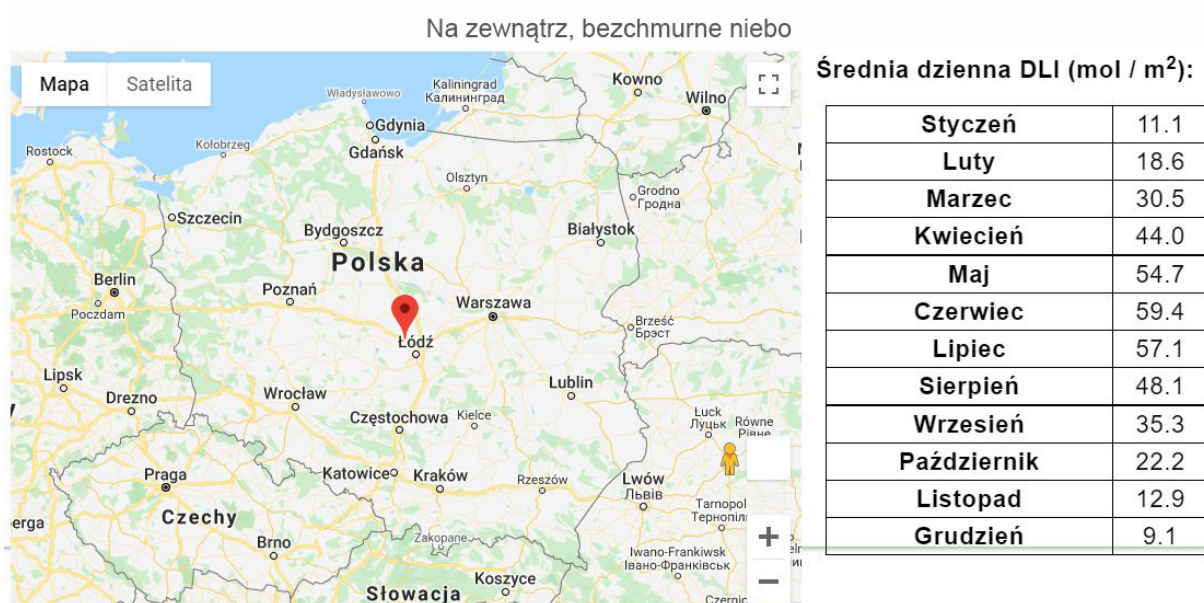 Na zewnątrz, bezchmurne niebo
Mapa
Satelita
Władysławowo
Kaliningrad
Калининград
Kowno
Wilno
Gdynia
Gdańsk
Kołobrzeg
Rostock
Olsztyn
Grodno
Гродна
Szczecin
Bydgoszcz
Białystok
Polska
Berlin
Poznań
Poczdam
Warszawa
Brześć
Брэст
Łódź
Lipsk
Drezno
Wrocław
Lublin
Częstochowa
Kielce
Łuck
Луцьк
Równe
Рівне
Praga
Katowice
Kraków
Rzeszów
Lwów
Львів
Tarnopol
Czechy
erga
Brno
Zakopane
Iwano-Frankiwsk
Івано-Франківськ
Koszyce
Słowacja
+
−
Średnia dzienna DLI (mol / m²):
Styczeń 11.1
Luty 18.6
Marzec 30.5
Kwiecień 44.0
Maj 54.7
Czerwiec 59.4
Lipiec 57.1
Sierpień 48.1
Wrzesień 35.3
Październik 22.2
Listopad 12.9
Grudzień 9.1